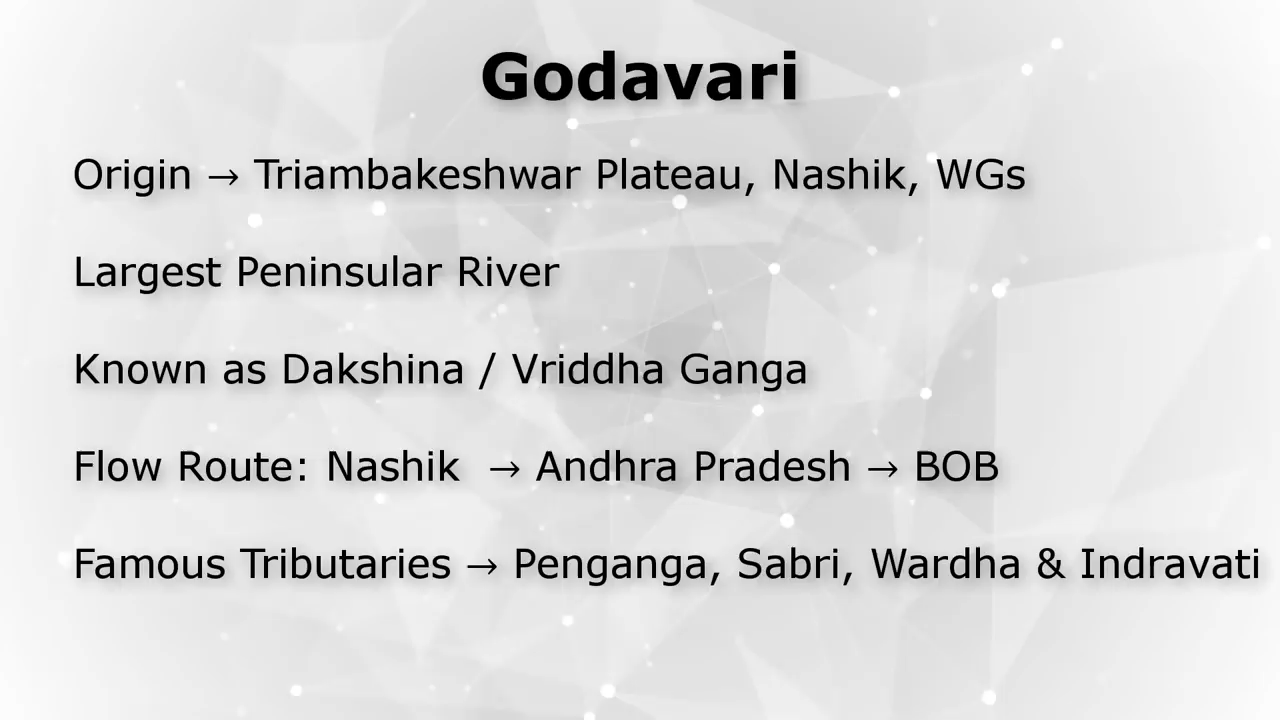 Godavari
Origin → Triambakeshwar Plateau, Nashik, WGs
Largest Peninsular River
Known as Dakshina / Vriddha Ganga
Flow Route: Nashik → Andhra Pradesh → BOB
Famous Tributaries → Penganga, Sabri, Wardha & Indravati